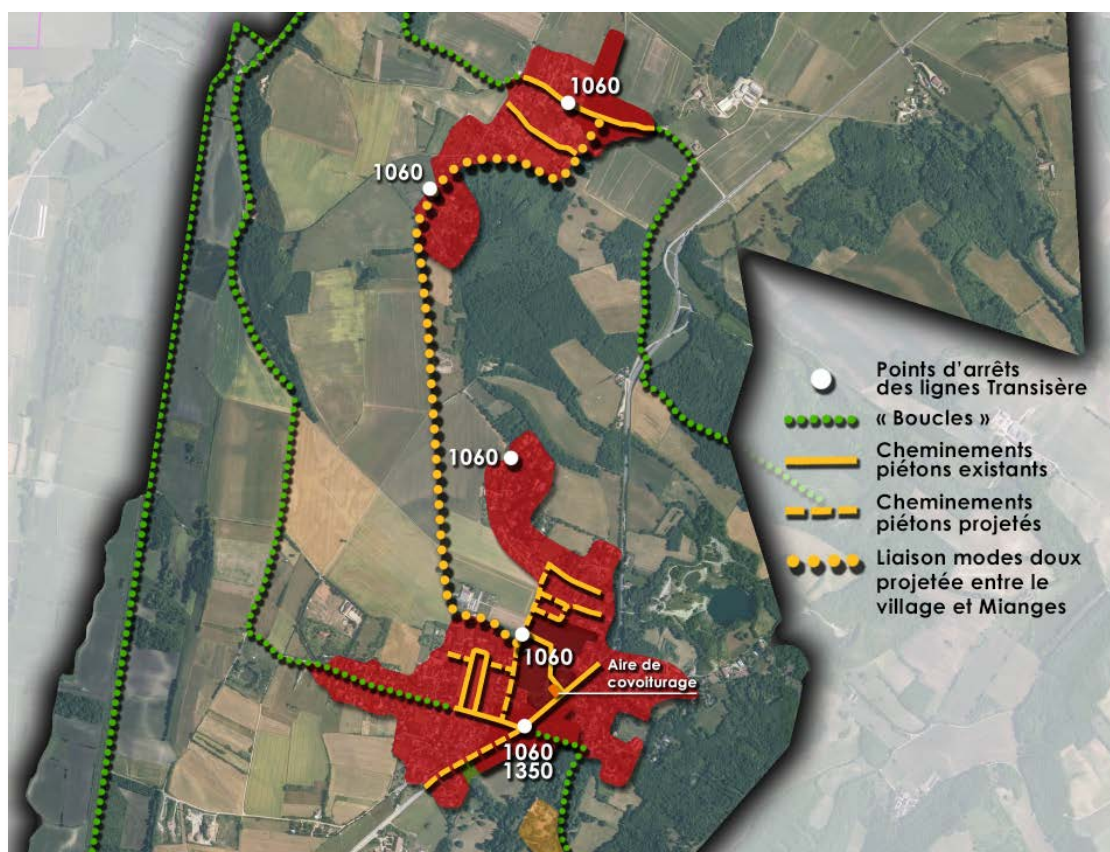 1060
1060
Points d'arrêts
des lignes Transisère
« Boucles »
Cheminements
piétons existants
1060
Cheminements
piétons projetés
Liaison modes doux
projetée entre le
village et Mianges
1060
Aire de
covoiturage
1060
1350